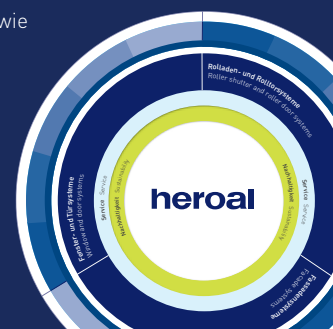 wie
Rolladen- und Rolltorsysteme
Roller shutter and roller door systems
Fenster- und Türsysteme
Window and door systems
Service Service
Nachhaltigkeit Sustainability
heroal
Nachhaltigkeit Sustainability
Service Service
Fassadensysteme
Facade systems